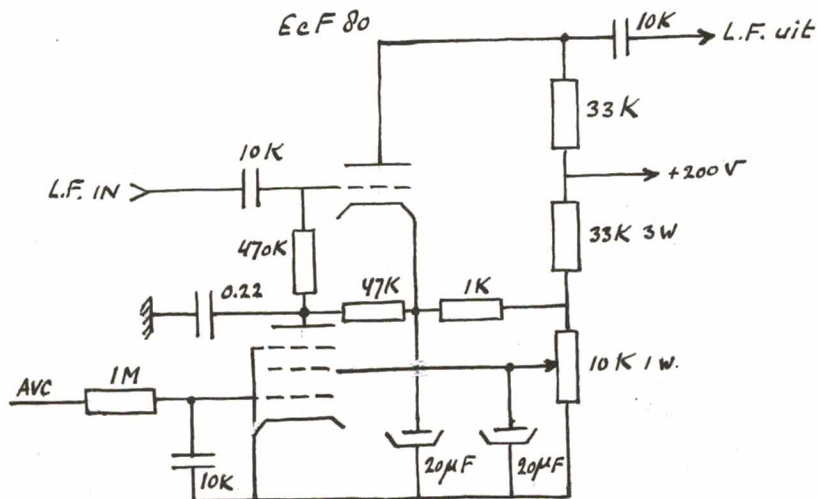 EcF 80
10K
L.F. uit
33K
10K
L.F. IN
+200V
33K 3W
470K
0.22
47K
1K
AVC
1M
10K 1W.
10K
20µF
20µF